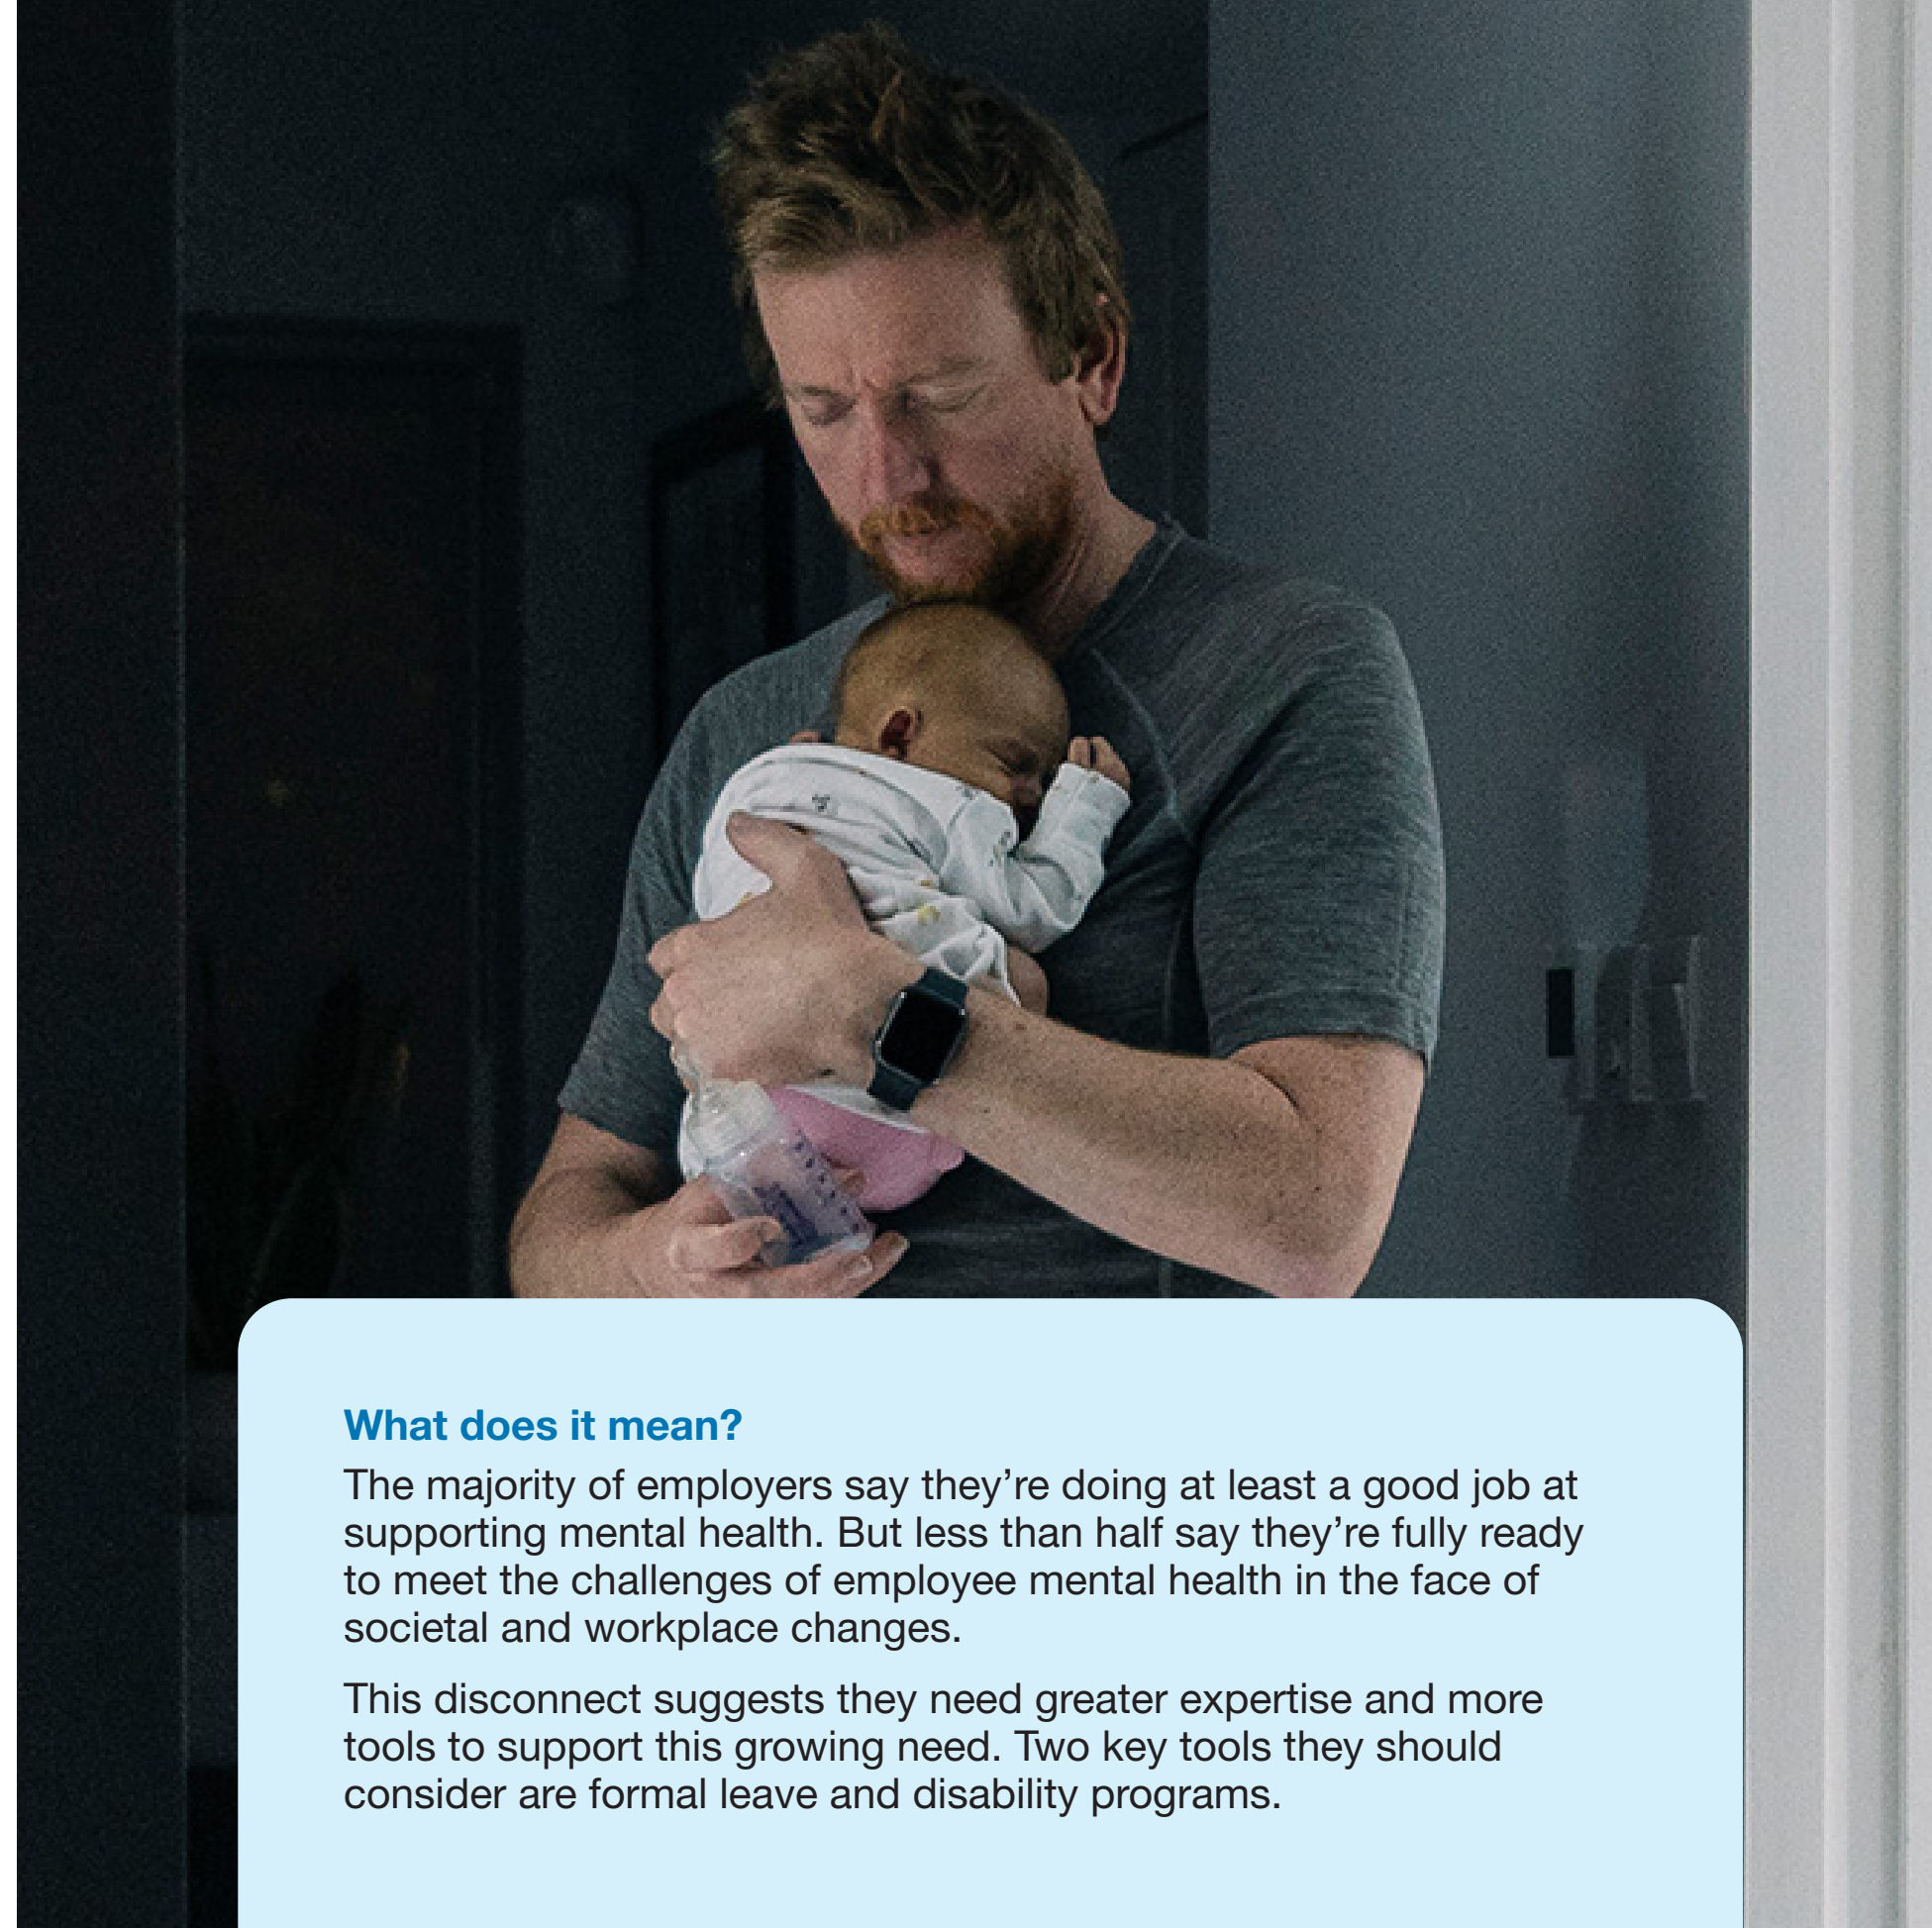 What does it mean?
The majority of employers say they’re doing at least a good job at
supporting mental health. But less than half say they’re fully ready
to meet the challenges of employee mental health in the face of
societal and workplace changes.
This disconnect suggests they need greater expertise and more
tools to support this growing need. Two key tools they should
consider are formal leave and disability programs.